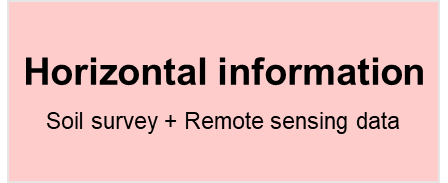 Horizontal information
Soil survey + Remote sensing data